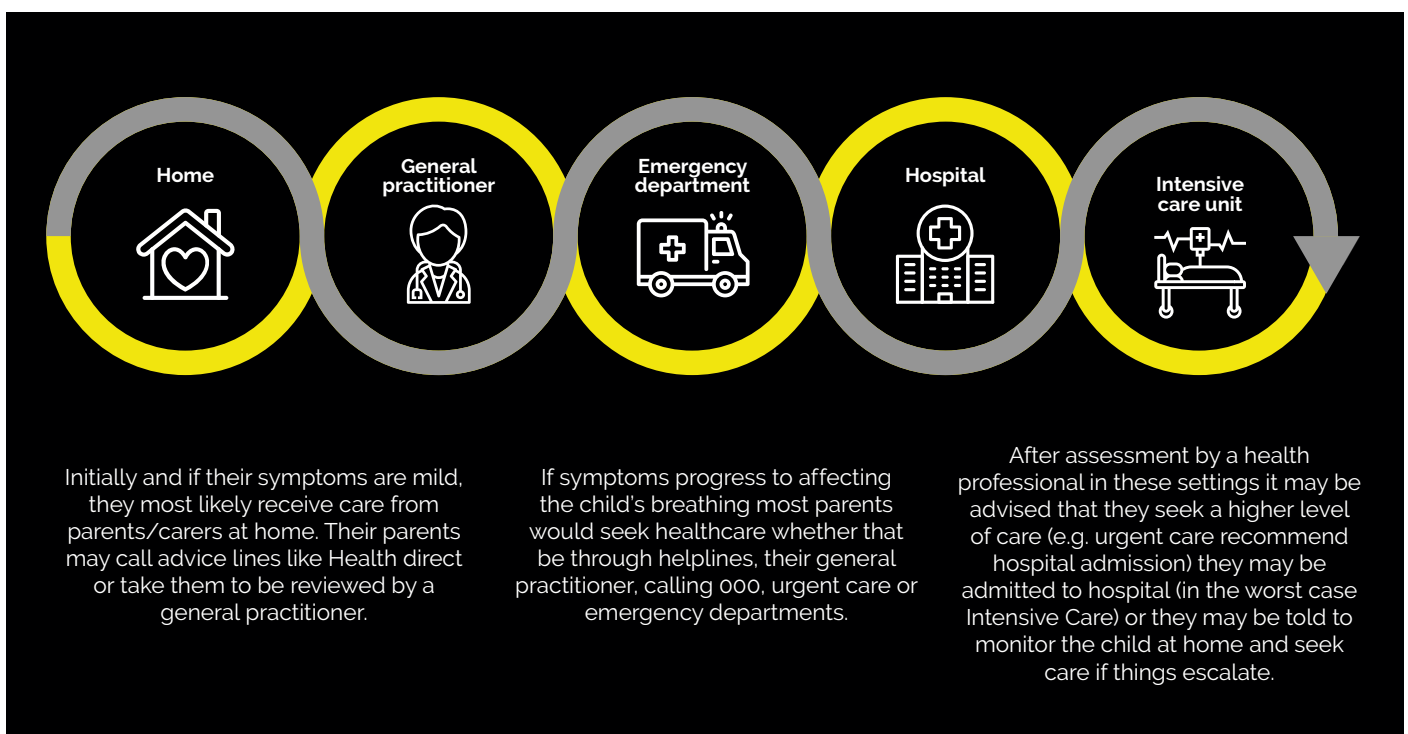 Home
General
practitioner
Emergency
department
Hospital
Intensive
care unit
Initially and if their symptoms are mild,
they most likely receive care from
parents/carers at home. Their parents
may call advice lines like Health direct
or take them to be reviewed by a
general practitioner.
If symptoms progress to affecting
the child's breathing most parents
would seek healthcare whether that
be through helplines, their general
practitioner, calling 000, urgent care or
emergency departments.
After assessment by a health
professional in these settings it may be
advised that they seek a higher level
of care (e.g. urgent care recommend
hospital admission) they may be
admitted to hospital (in the worst case
Intensive Care) or they may be told to
monitor the child at home and seek
care if things escalate.